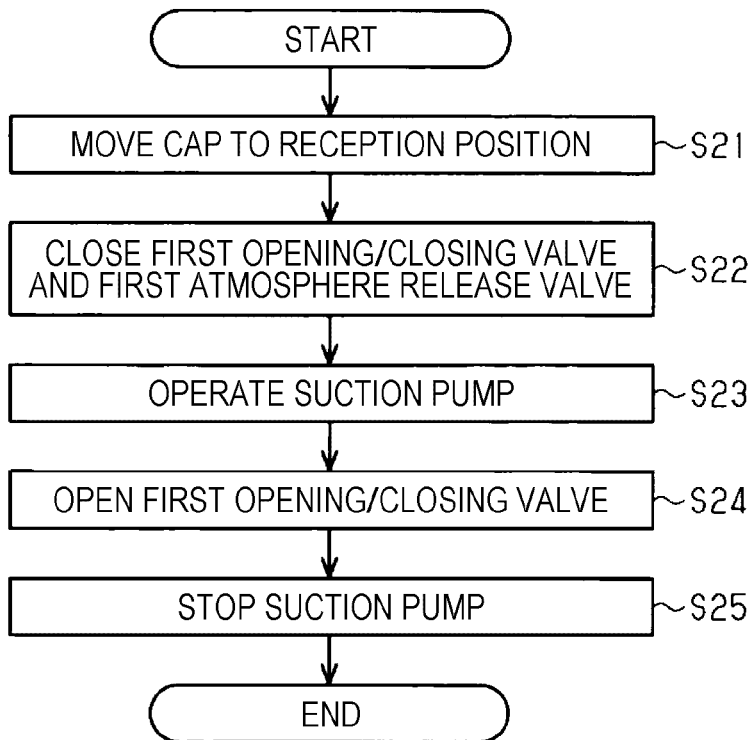 START
MOVE CAP TO RECEPTION POSITION
S21
CLOSE FIRST OPENING/CLOSING VALVE
AND FIRST ATMOSPHERE RELEASE VALVE
S22
OPERATE SUCTION PUMP
S23
OPEN FIRST OPENING/CLOSING VALVE
S24
STOP SUCTION PUMP
S25
END